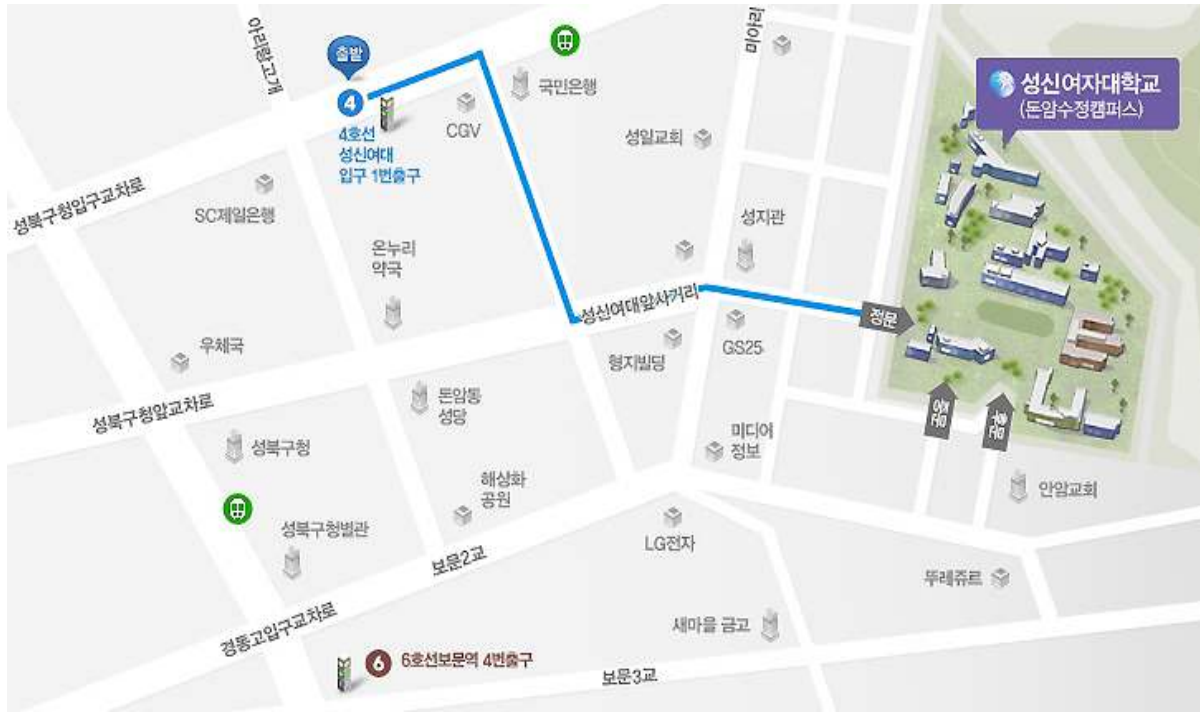 아리랑고개
출발
4
4호선
성신여대
입구 1번출구
CGV
국민은행
미아리
성신여자대학교
(돈암수정캠퍼스)
성일교회
성북구청입구교차로
SC제일은행
온누리
약국
성지관
성신여대앞사거리
정문
우체국
형지빌딩
GS25
성북구청앞교차로
돈암동
성당
동문
후문
성북구청
미디어
정보
해상화
공원
안암교회
성북구청별관
보문2교
LG전자
뚜레쥬르
경동고입구교차로
새마을 금고
6
6호선보문역 4번출구
보문3교